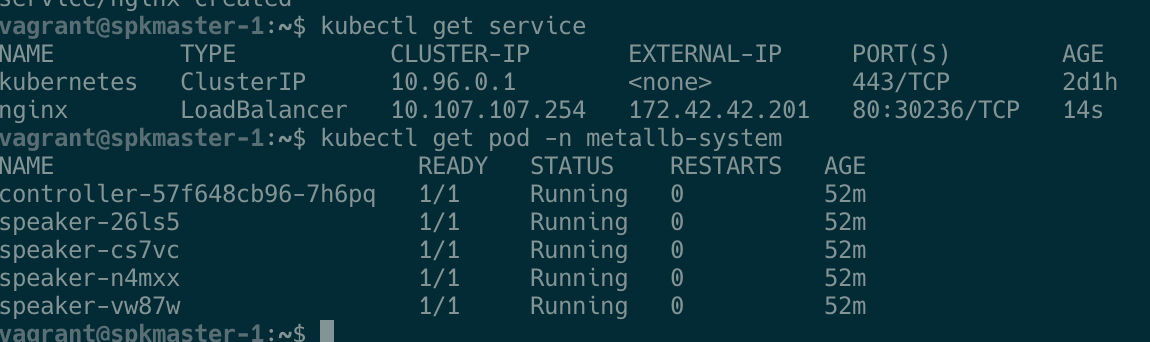 service/nginx created
vagrant@spkmaster-1:~$ kubectl get service
NAME         TYPE           CLUSTER-IP       EXTERNAL-IP     PORT(S)        AGE
kubernetes   ClusterIP      10.96.0.1        <none>          443/TCP        2d1h
nginx        LoadBalancer   10.107.107.254   172.42.42.201   80:30236/TCP   14s
vagrant@spkmaster-1:~$ kubectl get pod -n metallb-system
NAME                          READY   STATUS    RESTARTS   AGE
controller-57f648cb96-7h6pq   1/1     Running   0          52m
speaker-26ls5                 1/1     Running   0          52m
speaker-cs7vc                 1/1     Running   0          52m
speaker-n4mxx                 1/1     Running   0          52m
speaker-vw87w                 1/1     Running   0          52m
vagrant@spkmaster-1:~$